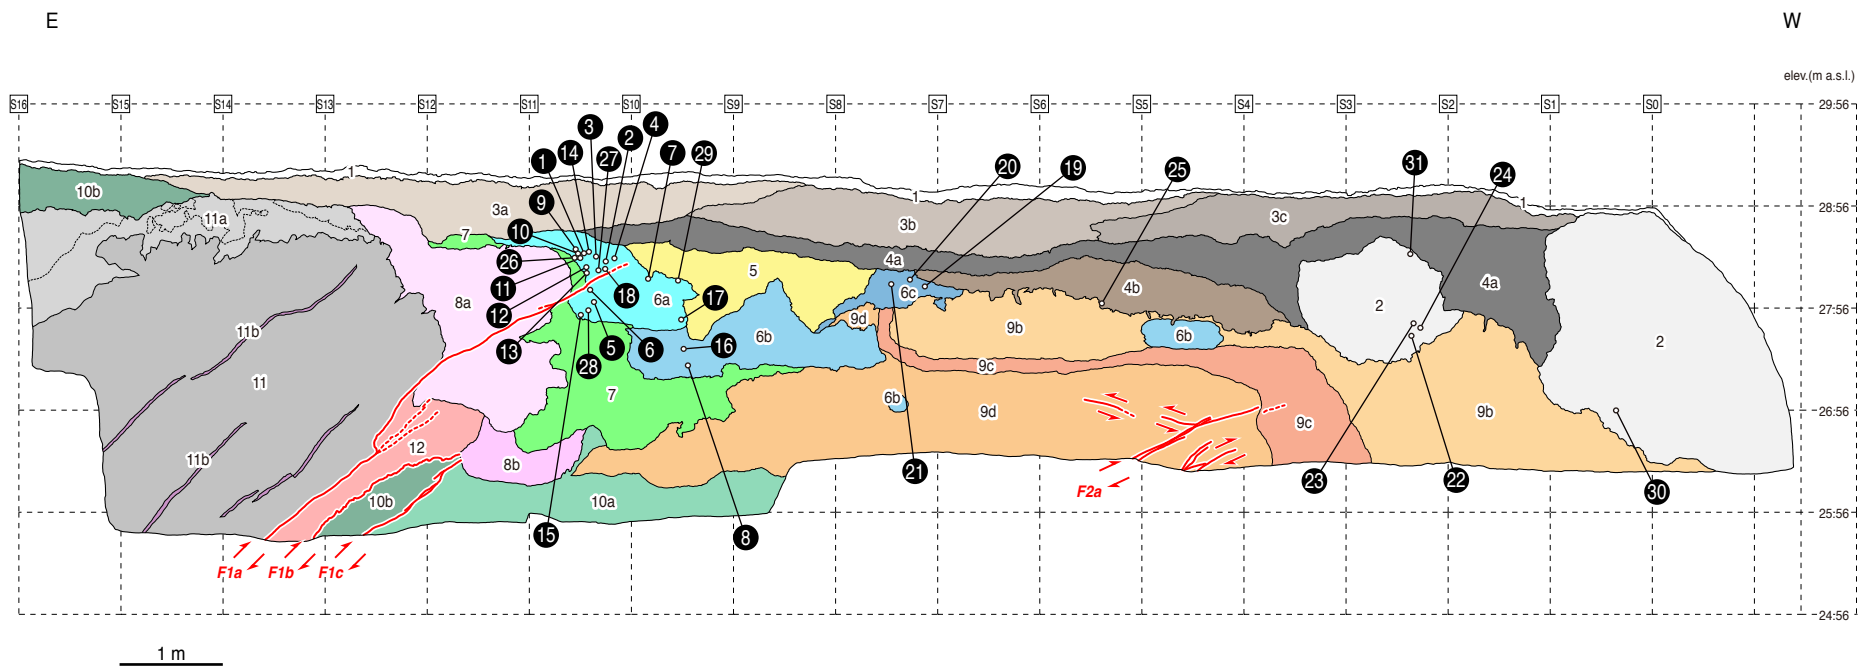 E W
elev.(m a.s.l.)
S16 S15 S14 S13 S12 S11 S10 S9 S8 S7 S6 S5 S4 S3 S2 S1 S0 29:56
3 4
2
1 14 27 7 29 20 19 25 31 24
1
10b 1 1
9 3a 3b 3c 28:56
11a
10 7
26 4a
5
11 6a 18 17 6c 4b 4a
8a 2
12 9d 9b 27:56
11b 6b 6b 2
13 5 6 16
28 9c
11 7 6b 9d 9b 26:56
9c
12
11b 8b
21 23 22
F2a 30
10b 10a
25:56
15 8
F1a F1b F1c
24:56
1 m